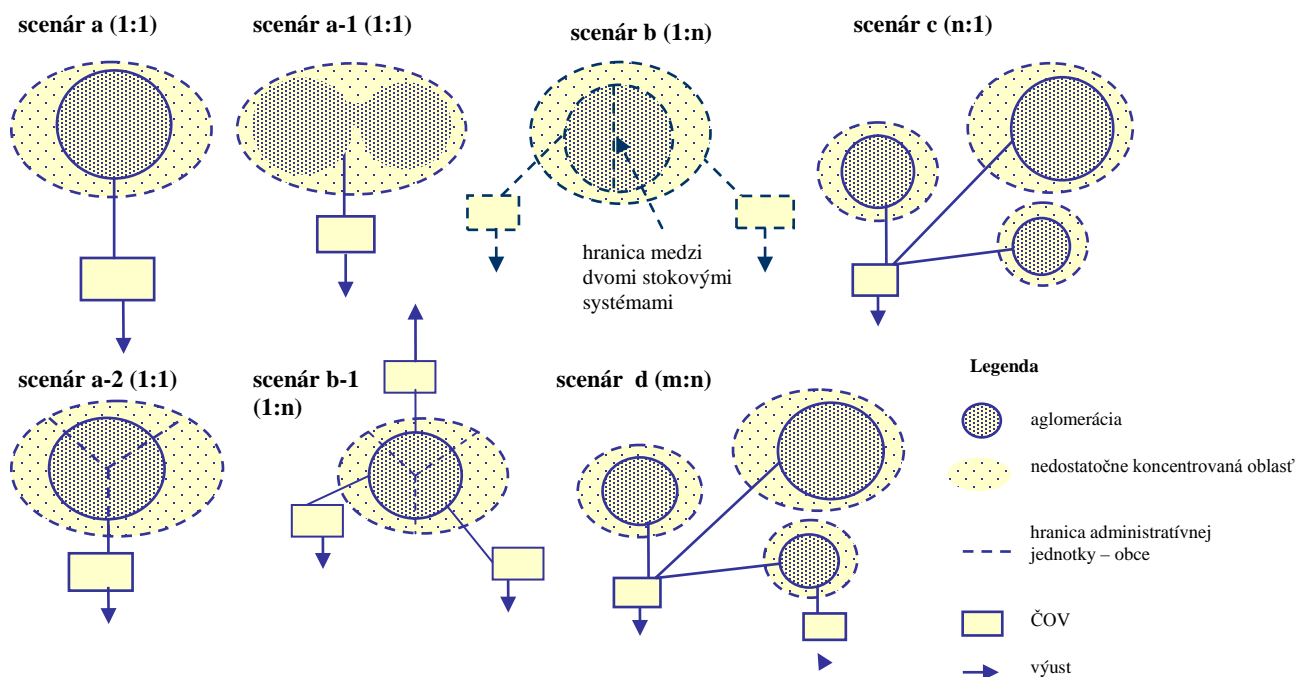 scenár a (1:1)
scenár a-1 (1:1)
scenár b (1:n)
scenár c (n:1)
hranica medzi
dvomi stokovými
systémami
scenár a-2 (1:1)
scenár b-1
(1:n)
scenár  d (m:n)
Legenda
aglomerácia
nedostatočne koncentrovaná oblasť
hranica administratívnej
jednotky – obce
ČOV
výust